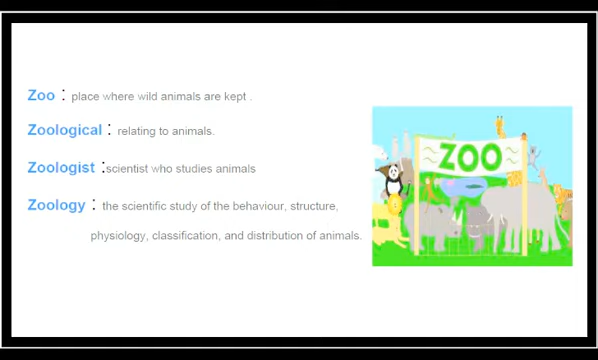 Zoo : place where wild animals are kept .
Zoological : relating to animals.
Zoologist :scientist who studies animals
Zoology : the scientific study of the behaviour, structure,
physiology, classification, and distribution of animals.
ZOO